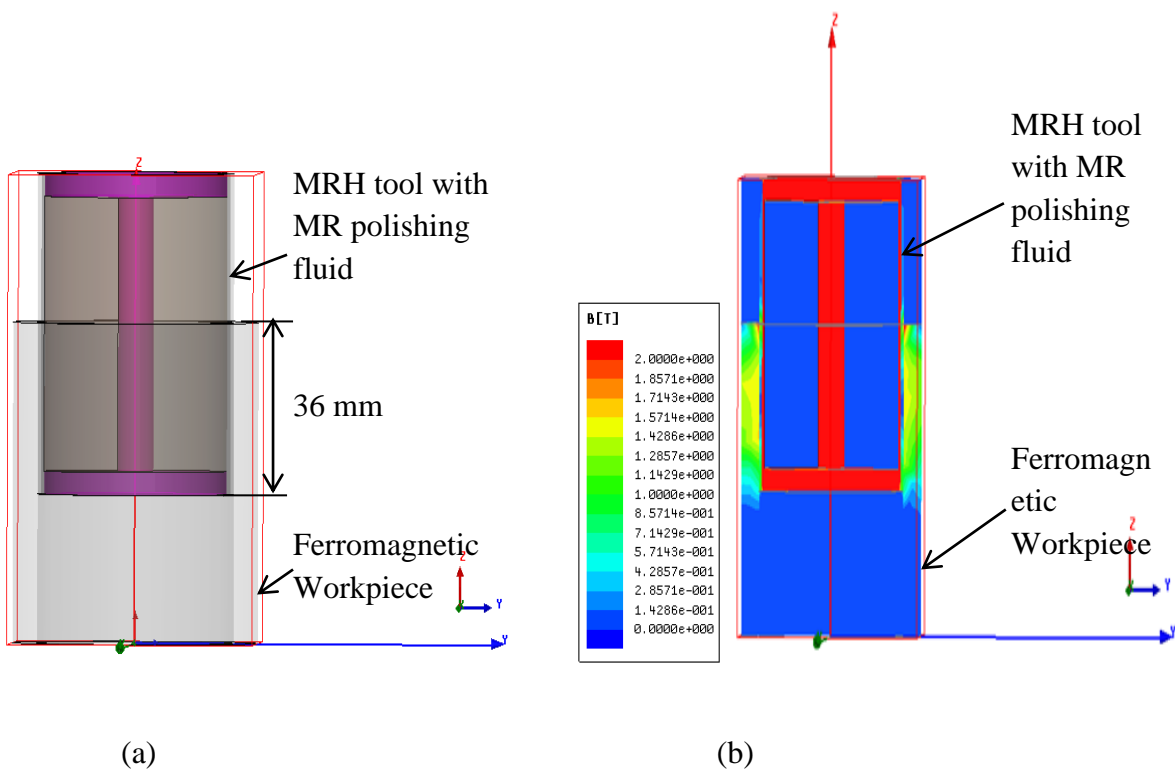 Z
MRH tool with
MR polishing
fluid
36 mm
Ferromagnetic
Workpiece
Z
Y
Y
(a)
Z
MRH tool
with MR
polishing
fluid
B[T]
2.0000e+000
1.8571e+000
1.7143e+000
1.5714e+000
1.4286e+000
1.2857e+000
1.1429e+000
1.0000e+000
8.5714e-001
7.1429e-001
5.7143e-001
4.2857e-001
2.8571e-001
1.4286e-001
0.0000e+000
Ferromagn
etic
Workpiece
Z
Y
Y
(b)